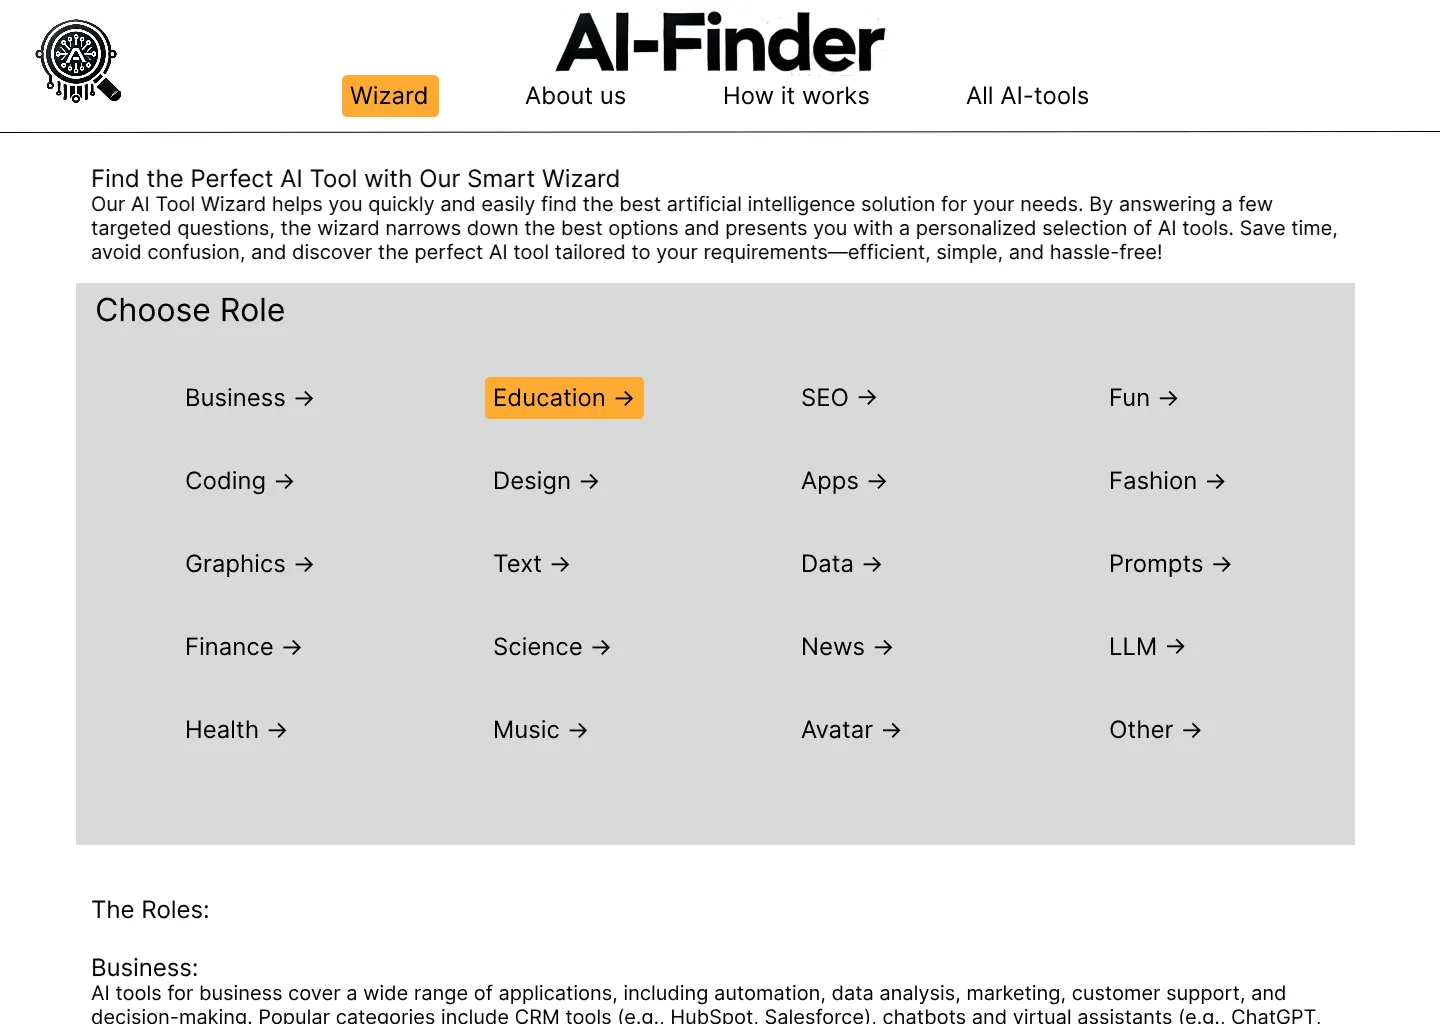 AI-Finder
Wizard About us How it works All AI-tools
Find the Perfect AI Tool with Our Smart Wizard
Our AI Tool Wizard helps you quickly and easily find the best artificial intelligence solution for your needs. By answering a few
targeted questions, the wizard narrows down the best options and presents you with a personalized selection of AI tools. Save time,
avoid confusion, and discover the perfect AI tool tailored to your requirements—efficient, simple, and hassle-free!
Choose Role
Business → Education → SEO → Fun →
Coding → Design → Apps → Fashion →
Graphics → Text → Data → Prompts →
Finance → Science → News → LLM →
Health → Music → Avatar → Other →
The Roles:
Business:
AI tools for business cover a wide range of applications, including automation, data analysis, marketing, customer support, and
decision-making. Popular categories include CRM tools (e.g., HubSpot, Salesforce), chatbots and virtual assistants (e.g., ChatGPT,